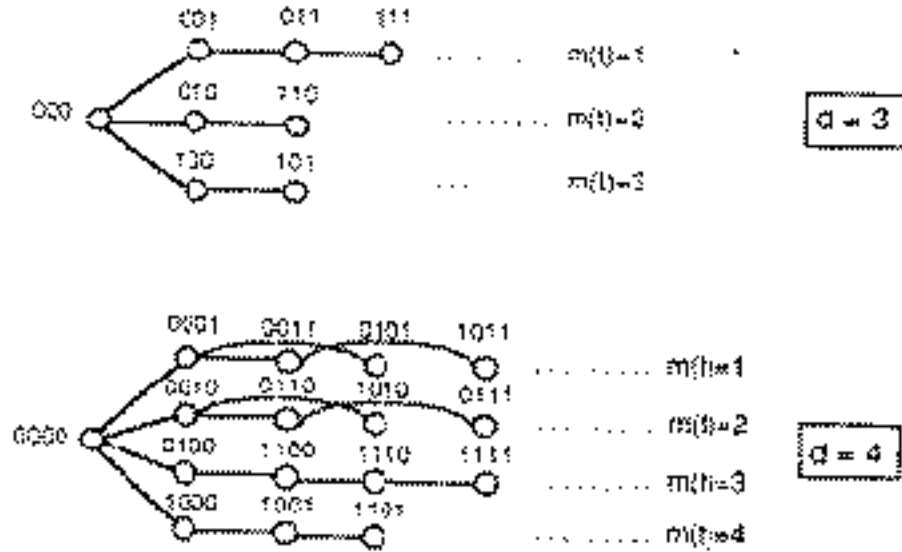 001 011 111
m(t)=1
000
010 110
m(t)=2
d = 3
100 101
m(t)=3
0001 0011 0101 1011
m(t)=1
0010 0110 1010 0111
m(t)=2
0000
0100 1100 1110 1111
m(t)=3
d = 4
1000 1001 1101
m(t)=4